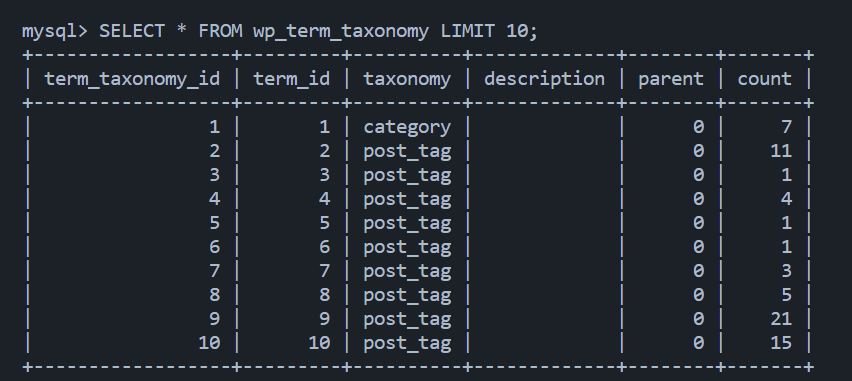 mysql> SELECT * FROM wp_term_taxonomy LIMIT 10;
+------------------+---------+----------+-------------+--------+-------+
| term_taxonomy_id | term_id | taxonomy | description | parent | count |
+------------------+---------+----------+-------------+--------+-------+
|                1 |       1 | category |             |      0 |     7 |
|                2 |       2 | post_tag |             |      0 |    11 |
|                3 |       3 | post_tag |             |      0 |     1 |
|                4 |       4 | post_tag |             |      0 |     4 |
|                5 |       5 | post_tag |             |      0 |     1 |
|                6 |       6 | post_tag |             |      0 |     1 |
|                7 |       7 | post_tag |             |      0 |     3 |
|                8 |       8 | post_tag |             |      0 |     5 |
|                9 |       9 | post_tag |             |      0 |    21 |
|               10 |      10 | post_tag |             |      0 |    15 |
+------------------+---------+----------+-------------+--------+-------+